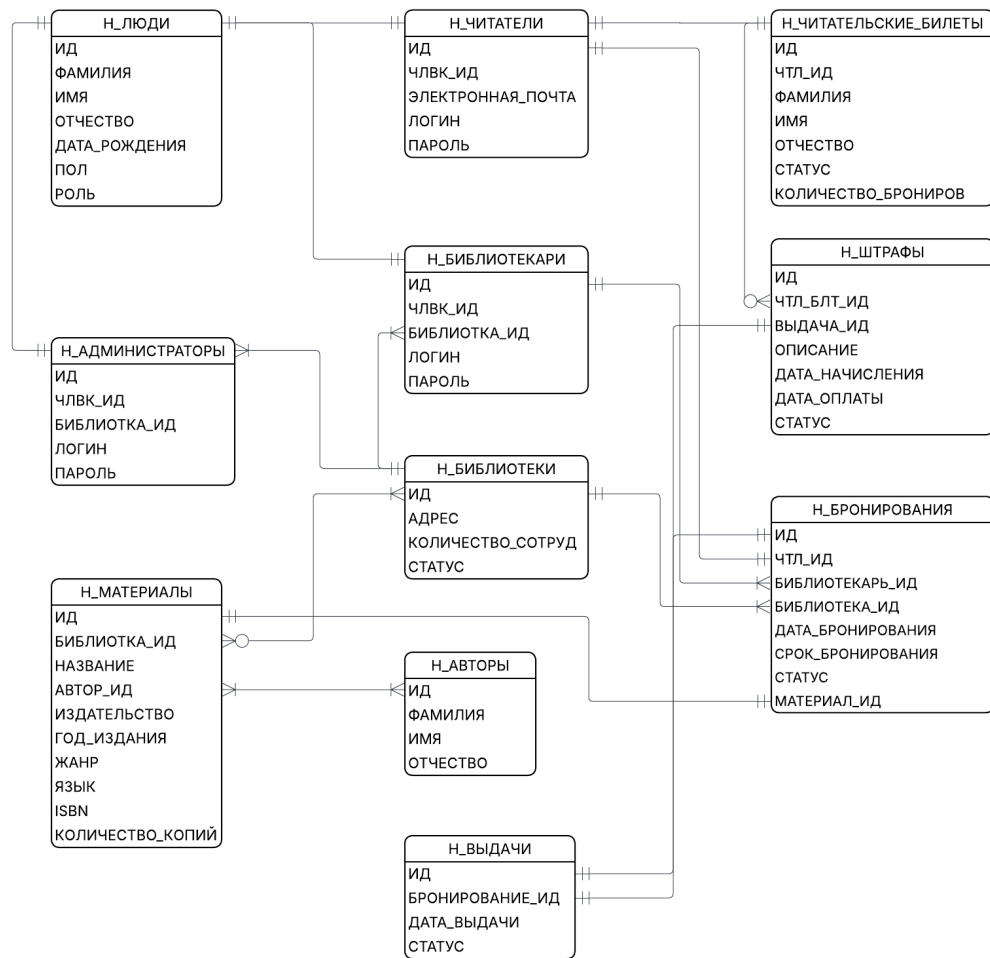 Н_ЛЮДИ
ИД
ФАМИЛИЯ
ИМЯ
ОТЧЕСТВО
ДАТА_РОЖДЕНИЯ
ПОЛ
РОЛЬ
Н_ЧИТАТЕЛИ
ИД
ЧЛВК_ИД
ЭЛЕКТРОННАЯ_ПОЧТА
ЛОГИН
ПАРОЛЬ
Н_ЧИТАТЕЛЬСКИЕ_БИЛЕТЫ
ИД
ЧТЛ_ИД
ФАМИЛИЯ
ИМЯ
ОТЧЕСТВО
СТАТУС
КОЛИЧЕСТВО_БРОНИРОВ
Н_БИБЛИОТЕКАРИ
ИД
ЧЛВК_ИД
БИБЛИОТКА_ИД
ЛОГИН
ПАРОЛЬ
Н_ШТРАФЫ
ИД
ЧТЛ_БЛТ_ИД
ВЫДАЧА_ИД
ОПИСАНИЕ
ДАТА_НАЧИСЛЕНИЯ
ДАТА_ОПЛАТЫ
СТАТУС
Н_АДМИНИСТРАТОРЫ
ИД
ЧЛВК_ИД
БИБЛИОТКА_ИД
ЛОГИН
ПАРОЛЬ
Н_БИБЛИОТЕКИ
ИД
АДРЕС
КОЛИЧЕСТВО_СОТРУД
СТАТУС
Н_БРОНИРОВАНИЯ
ИД
ЧТЛ_ИД
БИБЛИОТЕКАРЬ_ИД
БИБЛИОТЕКА_ИД
ДАТА_БРОНИРОВАНИЯ
СРОК_БРОНИРОВАНИЯ
СТАТУС
МАТЕРИАЛ_ИД
Н_МАТЕРИАЛЫ
ИД
БИБЛИОТКА_ИД
НАЗВАНИЕ
АВТОР_ИД
ИЗДАТЕЛЬСТВО
ГОД_ИЗДАНИЯ
ЖАНР
ЯЗЫК
ISBN
КОЛИЧЕСТВО_КОПИЙ
Н_АВТОРЫ
ИД
ФАМИЛИЯ
ИМЯ
ОТЧЕСТВО
Н_ВЫДАЧИ
ИД
БРОНИРОВАНИЕ_ИД
ДАТА_ВЫДАЧИ
СТАТУС